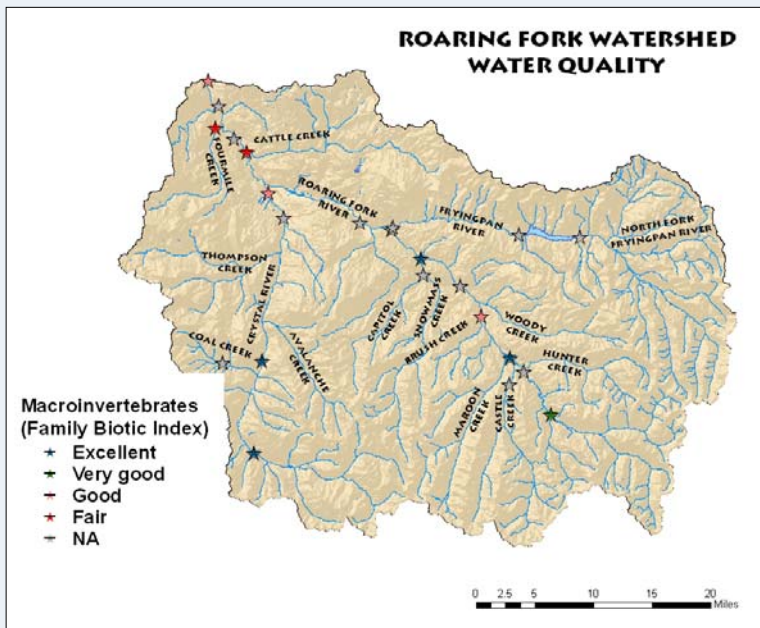 ROARING FORK WATERSHED
WATER QUALITY
CATTLE CREEK
FOURMILE
CREEK
ROARING FORK
RIVER
FRYINGPAN
RIVER
NORTH FORK
FRYINGPAN RIVER
THOMPSON
CREEK
CRYSTAL RIVER
CAPITOL
CREEK
SNOWMASS
CREEK
BRUSH CREEK
WOODY
CREEK
COAL CREEK
AVALANCHE
CREEK
HUNTER
CREEK
MAROON
CREEK
CASTLE
CREEK
Macroinvertebrates
(Family Biotic Index)
Excellent
Very good
Good
Fair
NA
0 2.5 5 10 15 20
Miles